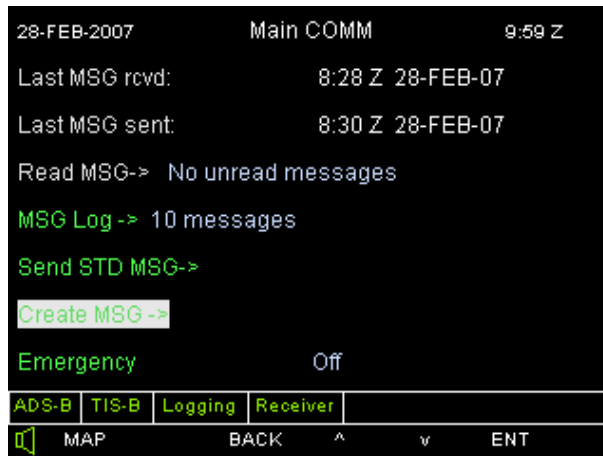 28-FEB-2007 Main COMM 9:59 Z
Last MSG rcvd: 8:28 Z 28-FEB-07
Last MSG sent: 8:30 Z 28-FEB-07
Read MSG-> No unread messages
MSG Log -> 10 messages
Send STD MSG->
Create MSG ->
Emergency Off
ADS-B TIS-B Logging Receiver
MAP BACK ^ v ENT